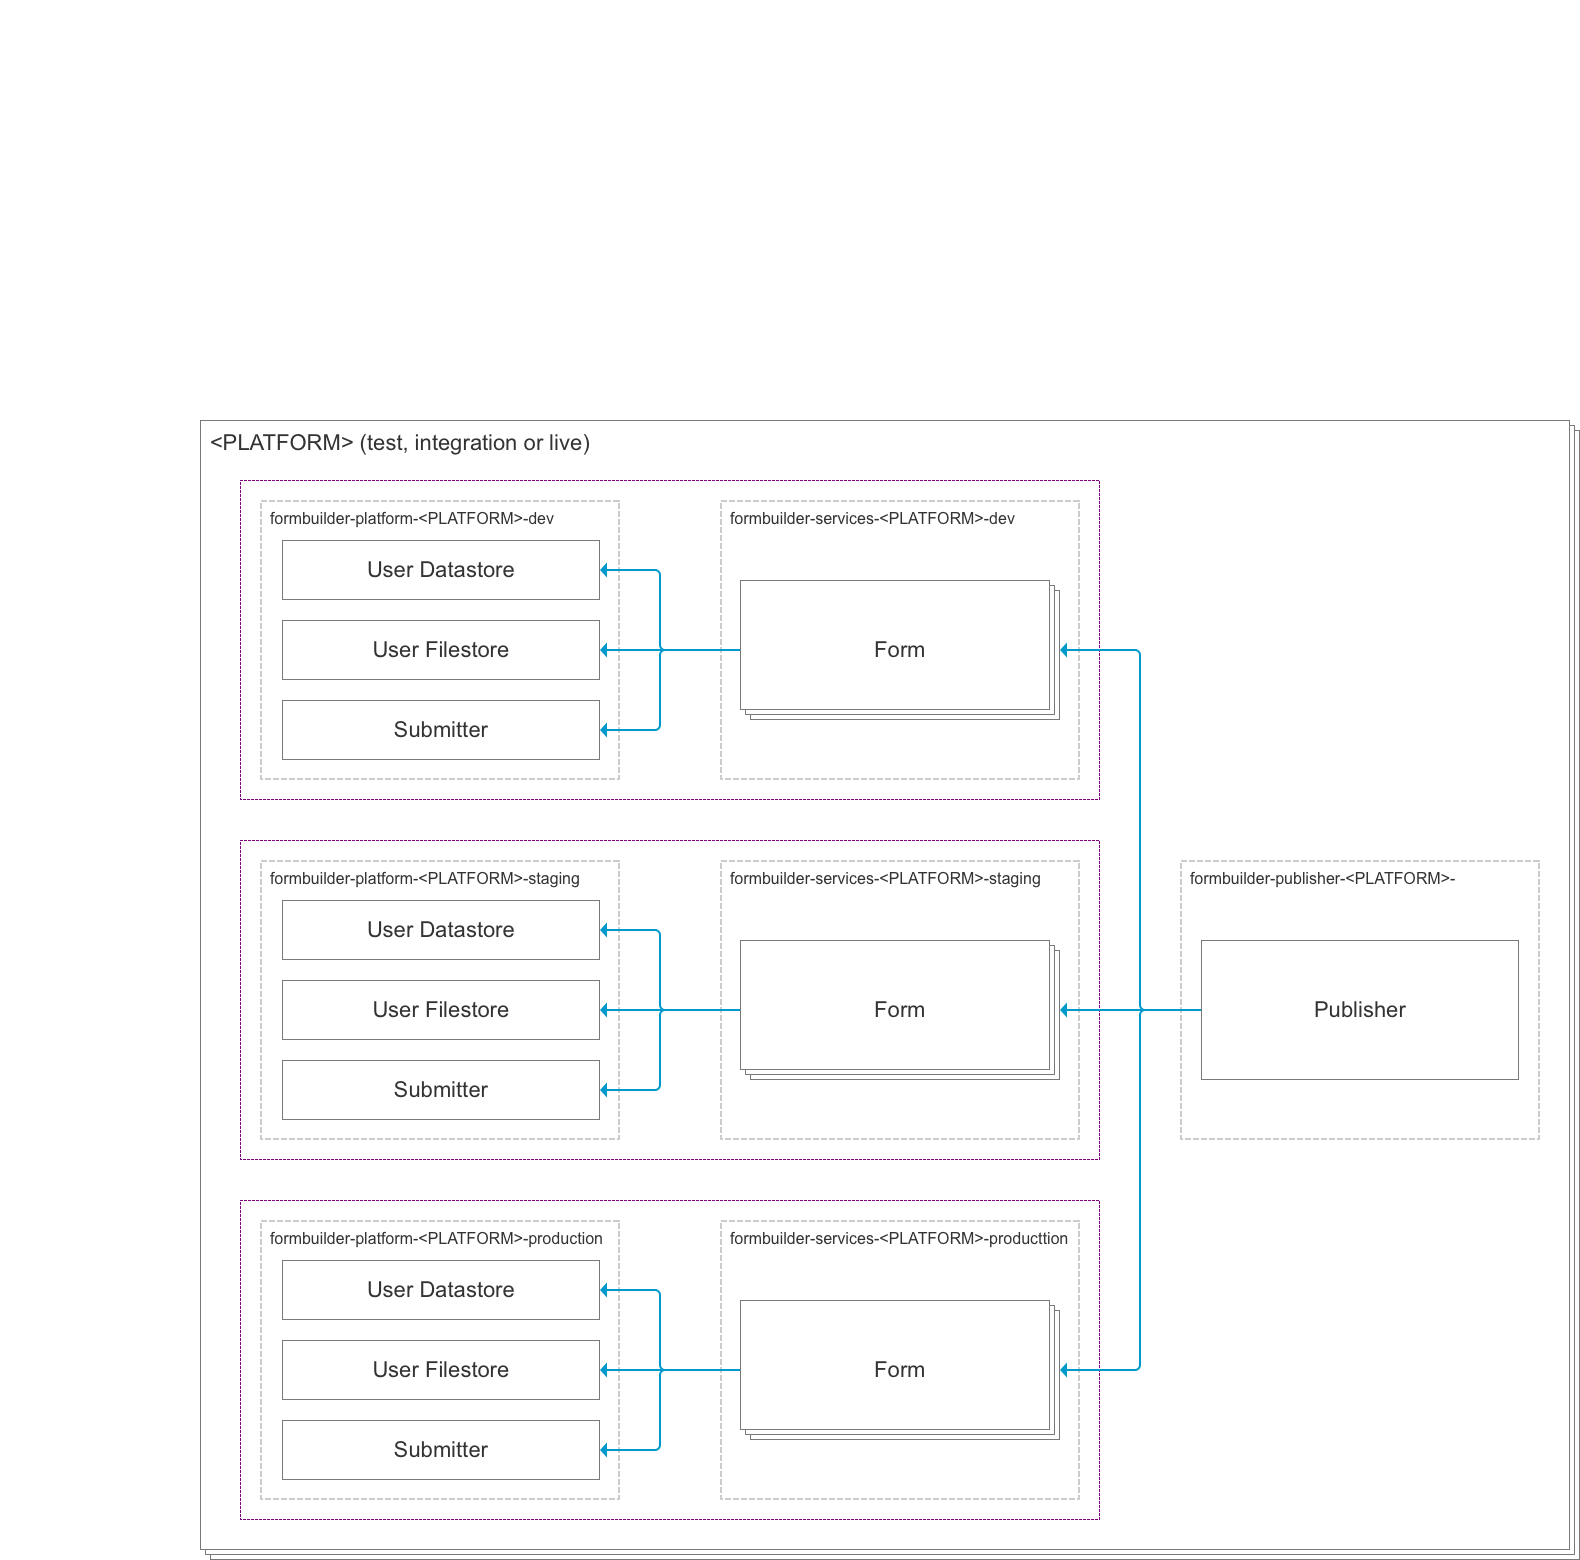 <PLATFORM> (test, integration or live)
formbuilder-platform-<PLATFORM>-dev
User Datastore
User Filestore
Submitter
formbuilder-services-<PLATFORM>-dev
Form
formbuilder-platform-<PLATFORM>-staging
User Datastore
User Filestore
Submitter
formbuilder-services-<PLATFORM>-staging
Form
formbuilder-publisher-<PLATFORM>-
Publisher
formbuilder-platform-<PLATFORM>-production
User Datastore
User Filestore
Submitter
formbuilder-services-<PLATFORM>-producttion
Form